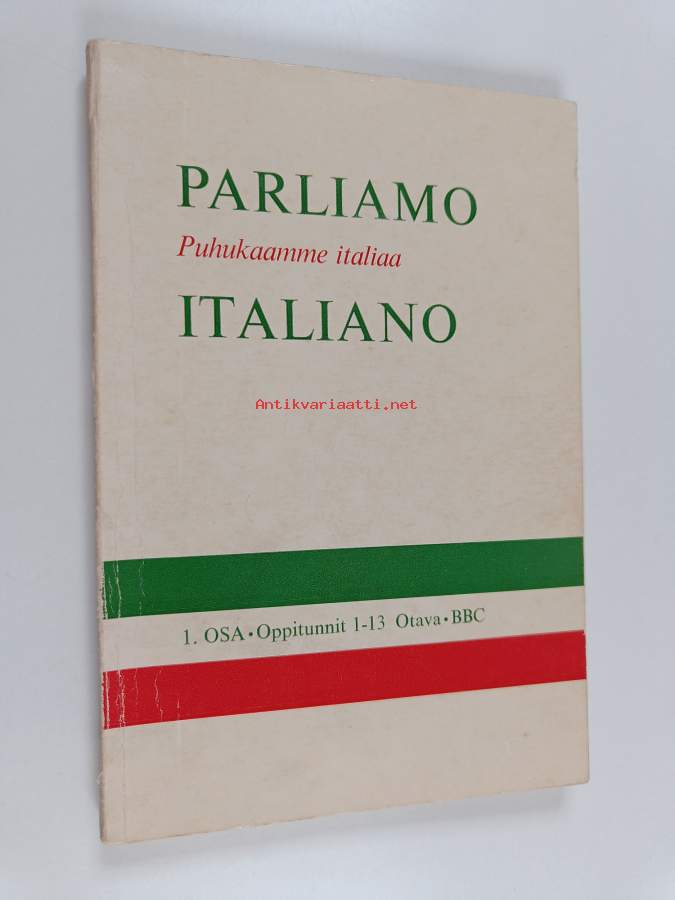 PARLIAMO
Puhukaamme italiaa
ITALIANO
Antikvariaatti.net
1. OSA • Oppitunnit 1-13 Otava • BBC